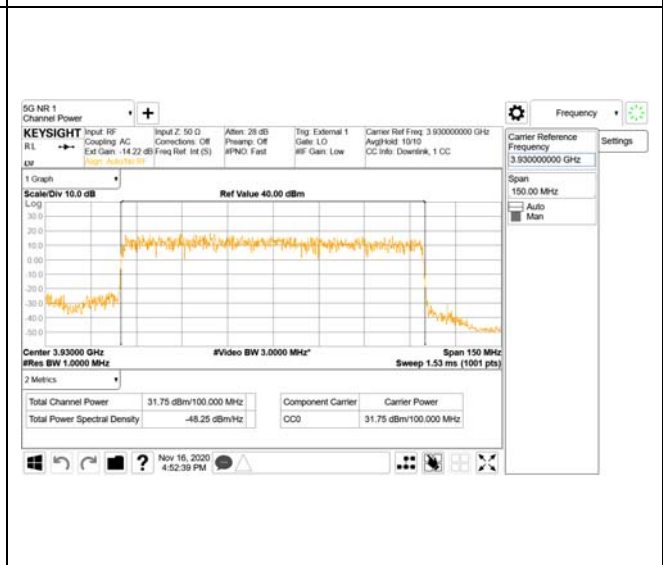 5G NR 1
Channel Power
Frequency
KEYSIGHT
RL
Input: RF
Coupling: AC
Ext Gain: -14.22 dB
Align: Auto/No RF
Input Z: 50 Ω
Corrections: Off
Freq Ref: Int (S)
Atten: 28 dB
Preamp: Off
#PNO: Fast
Trig: External 1
Gate: LO
#IF Gain: Low
Carrier Ref Freq: 3.930000000 GHz
Avg|Hold: 10/10
CC Info: Downlink, 1 CC
Carrier Reference
Frequency
3.930000000 GHz
Settings
Span
150.00 MHz
Auto
Man
1 Graph
Scale/Div 10.0 dB
Ref Value 40.00 dBm
Log
30.0
20.0
10.0
0.00
-10.0
-20.0
-30.0
-40.0
-50.0
Center 3.93000 GHz
#Video BW 3.0000 MHz*
Span 150 MHz
#Res BW 1.0000 MHz
Sweep 1.53 ms (1001 pts)
2 Metrics
Total Channel Power 31.75 dBm/100.000 MHz
Total Power Spectral Density -48.25 dBm/Hz
Component Carrier Carrier Power
CC0 31.75 dBm/100.000 MHz
?
Nov 16, 2020
4:52:39 PM